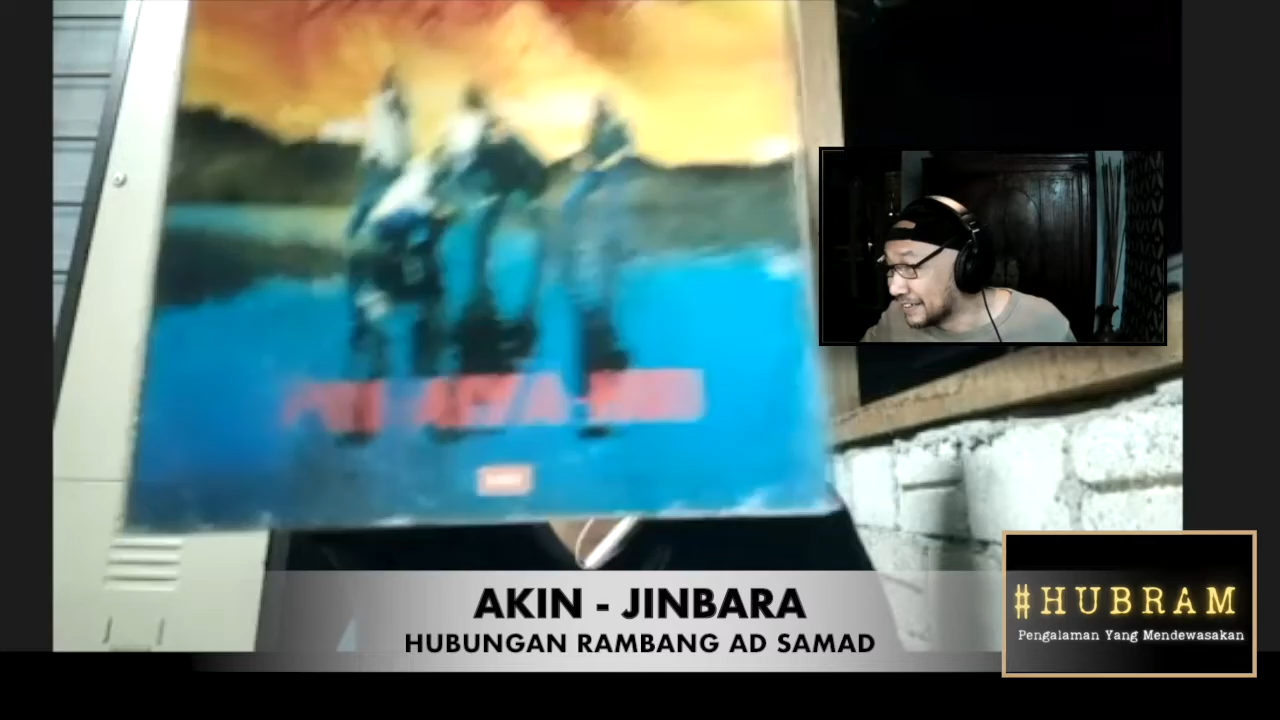 AKIN - JINBARA
HUBUNGAN RAMBANG AD SAMAD
#HUBRAM
Pengalaman Yang Mendewasakan